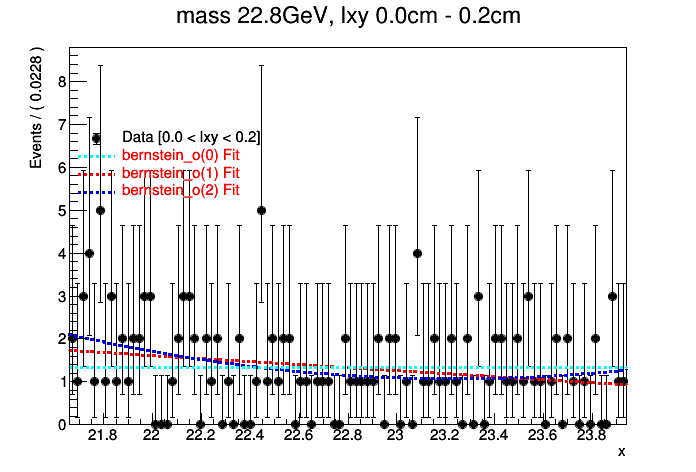 mass 22.8GeV, lxy 0.0cm - 0.2cm
Events / ( 0.0228 )
8
7
6
5
4
3
2
1
0
Data [0.0 < lxy < 0.2]
bernstein_o(0) Fit
bernstein_o(1) Fit
bernstein_o(2) Fit
21.8 22 22.2 22.4 22.6 22.8 23 23.2 23.4 23.6 23.8
x